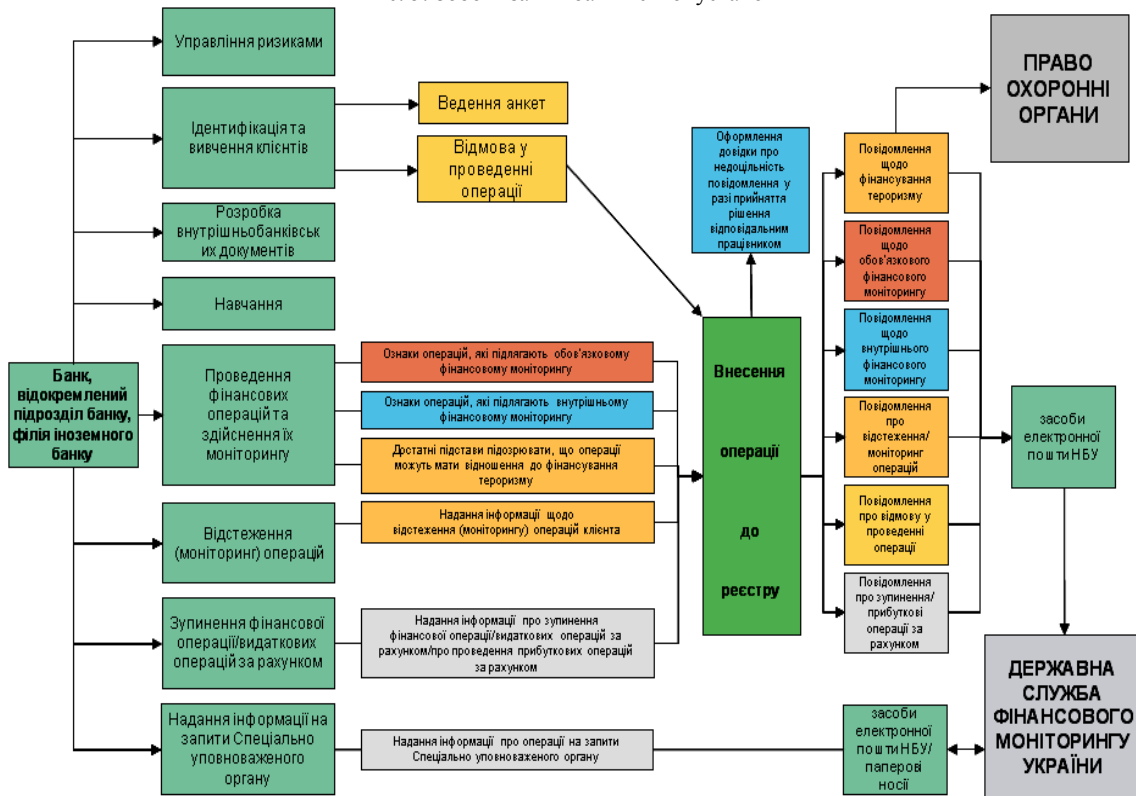 Управління ризиками
Ідентифікація та
вивчення клієнтів
Розробка
внутрішньобанківськ
их документів
Навчання
Банк,
відокремлений
підрозділ банку,
філія іноземного
банку
Проведення
фінансових
операцій та
здійснення їх
моніторингу
Відстеження
(моніторинг) операцій
Зупинення фінансової
операції/видаткових
операцій за рахунком
Надання інформації на
запити Спеціально
уповноваженого
органу
Ведення анкет
Відмова у
проведенні
операції
Ознаки операцій, які підлягають обов'язковому
фінансовому моніторингу
Ознаки операцій, які підлягають внутрішньому
фінансовому моніторингу
Достатні підстави підозрювати, що операції
можуть мати відношення до фінансування
тероризму
Надання інформації щодо
відстеження (моніторингу) операцій клієнта
Надання інформації про зупинення
фінансової операції/видаткових операцій за
рахунком/про проведення прибуткових операцій
за рахунком
Надання інформації про операції на запити
Спеціально уповноваженого органу
Оформлення
довідки про
недоцільність
повідомлення у
разі прийняття
рішення
відповідальним
працівником
Внесення
операції
до
реєстру
Повідомлення
щодо
фінансування
тероризму
Повідомлення
щодо
обов'язкового
фінансового
моніторингу
Повідомлення
щодо
внутрішнього
фінансового
моніторингу
Повідомлення
про
відстеження/
моніторинг
операцій
Повідомлення
про відмову у
проведенні
операції
Повідомлення
про зупинення/
прибуткові
операції за
рахунком
ПРАВО
ОХОРОННІ
ОРГАНИ
засоби
електронної
пошти НБУ
засоби
електронної
пошти НБУ/
паперові
носії
ДЕРЖАВНА
СЛУЖБА
ФІНАНСОВОГО
МОНІТОРИНГУ
УКРАЇНИ